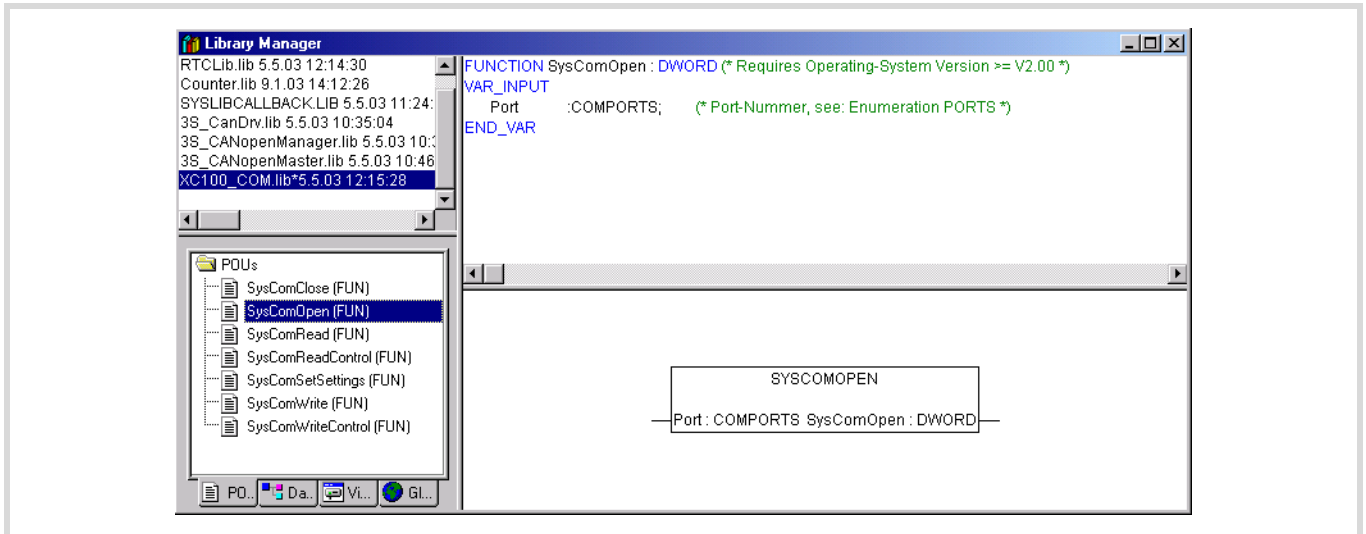 Library Manager
RTCLib.lib 5.5.03 12:14:30
Counter.lib 9.1.03 14:12:26
SYSLIBCALLBACK.LIB 5.5.03 11:24:
3S_CanDrv.lib 5.5.03 10:35:04
3S_CANopenManager.lib 5.5.03 10:3
3S_CANopenMaster.lib 5.5.03 10:46
XC100_COM.lib*5.5.03 12:15:28
FUNCTION SysComOpen : DWORD (* Requires Operating-System Version >= V2.00 *)
VAR_INPUT
Port :COMPORTS; (* Port-Nummer, see: Enumeration PORTS *)
END_VAR
POUs
SysComClose (FUN)
SysComOpen (FUN)
SysComRead (FUN)
SysComReadControl (FUN)
SysComSetSettings (FUN)
SysComWrite (FUN)
SysComWriteControl (FUN)
PO.. Da.. Vi... Gl...
SYSCOMOPEN
Port : COMPORTS SysComOpen : DWORD